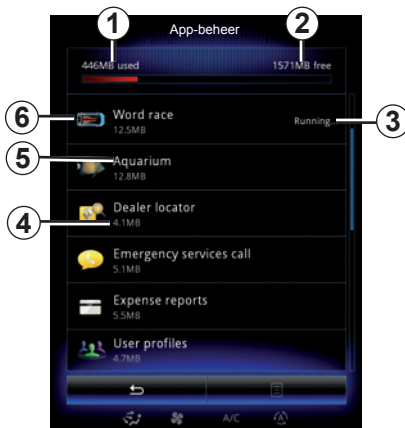 1 2
App-beheer
446MB used 1571MB free
6 Word race Running... 3
12.5MB
5 Aquarium
12.8MB
Dealer locator
4 4.1MB
Emergency services call
5.1MB
Expense reports
5.5MB
User profiles
4.7MB
A/C